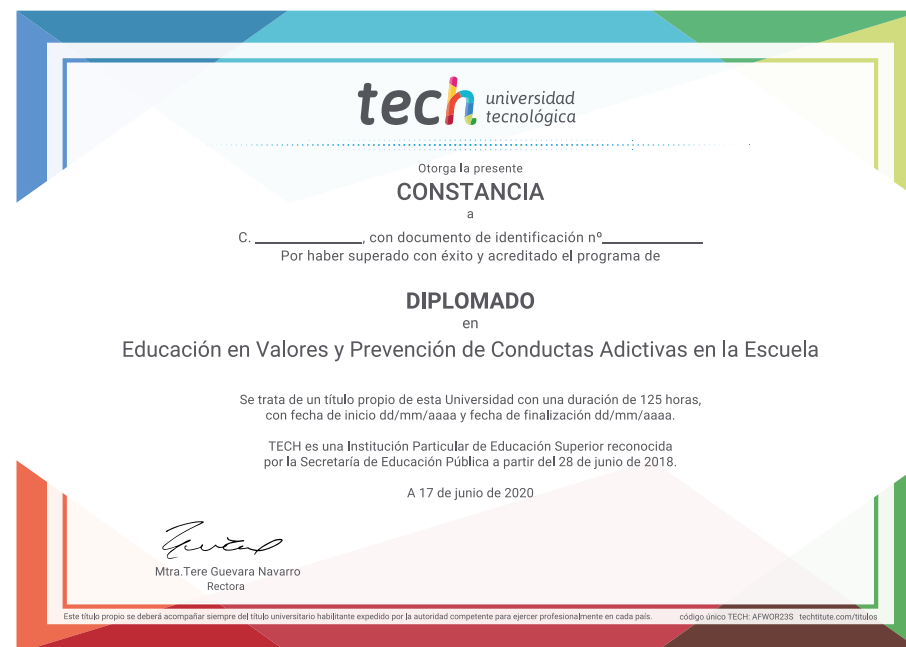 tech universidad
tecnológica
Otorga la presente
CONSTANCIA
a
C. ______________, con documento de identificación nº_____________
Por haber superado con éxito y acreditado el programa de
DIPLOMADO
en
Educación en Valores y Prevención de Conductas Adictivas en la Escuela
Se trata de un título propio de esta Universidad con una duración de 125 horas,
con fecha de inicio dd/mm/aaaa y fecha de finalización dd/mm/aaaa.
TECH es una Institución Particular de Educación Superior reconocida
por la Secretaría de Educación Pública a partir del 28 de junio de 2018.
A 17 de junio de 2020
Mtra.Tere Guevara Navarro
Rectora
Este título propio se deberá acompañar siempre del título universitario habilitante expedido por la autoridad competente para ejercer profesionalmente en cada país. código único TECH: AFWOR23S techtitute.com/titulos